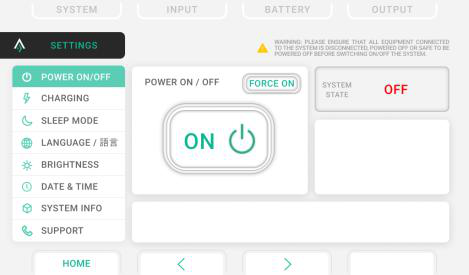 SYSTEM
INPUT
BATTERY
OUTPUT
SETTINGS
WARNING: PLEASE ENSURE THAT ALL EQUIPMENT CONNECTED
TO THE SYSTEM IS DISCONNECTED, POWERED OFF OR SAFE TO BE
POWERED OFF BEFORE SWITCHING ON/OFF THE SYSTEM.
POWER ON/OFF
CHARGING
SLEEP MODE
LANGUAGE / 語言
BRIGHTNESS
DATE & TIME
SYSTEM INFO
SUPPORT
POWER ON / OFF
FORCE ON
ON
SYSTEM
STATE
OFF
HOME